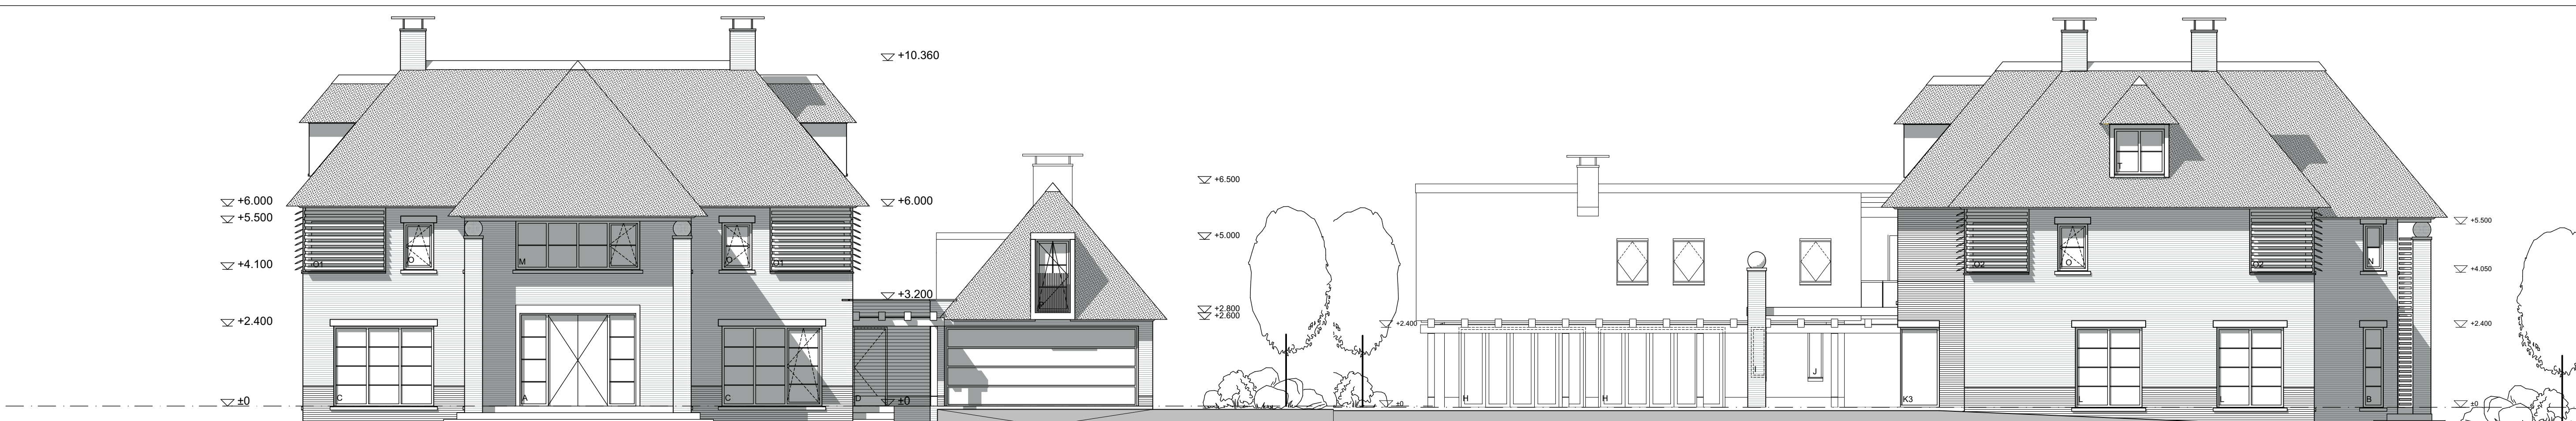 +10.360
+6.500
+6.000
+6.000
+5.500
+5.500
+5.000
O
M
O
N
O1
O1
O2
O
O2
T
+4.100
+4.050
+3.200
+2.800
+2.600
+2.400
+2.400
+2.400
I
J
C
A
C
D
H
H
K3
L
L
B
±0
±0
±0
±0